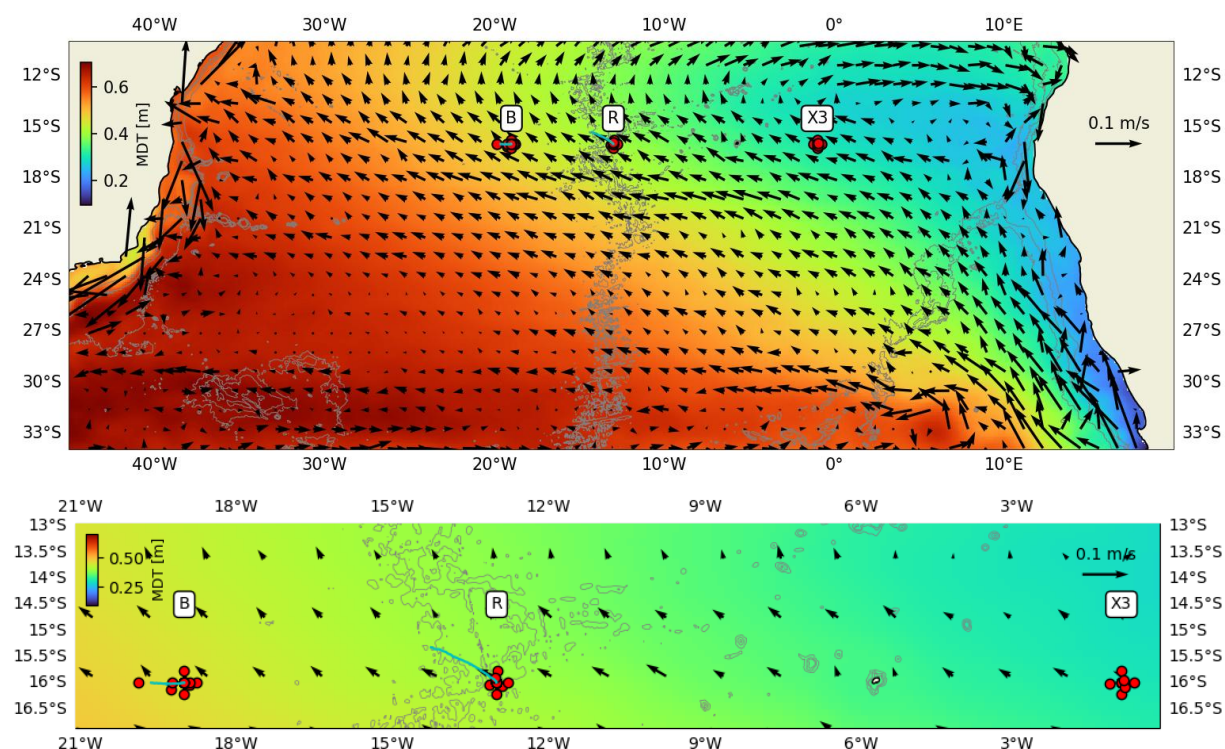 40°W 30°W 20°W 10°W 0° 10°E
12°S 12°S
0.6
B R X3
15°S 0.4 0.1 m/s 15°S
MDT [m]
0.2
18°S 18°S
21°S 21°S
24°S 24°S
27°S 27°S
30°S 30°S
33°S 33°S
40°W 30°W 20°W 10°W 0° 10°E
21°W 18°W 15°W 12°W 9°W 6°W 3°W
13°S 13°S
13.5°S 0.50 0.1 m/s 13.5°S
MDT [m]
14°S 0.25 14°S
14.5°S B R X3 14.5°S
15°S 15°S
15.5°S 15.5°S
16°S 16°S
16.5°S 16.5°S
21°W 18°W 15°W 12°W 9°W 6°W 3°W